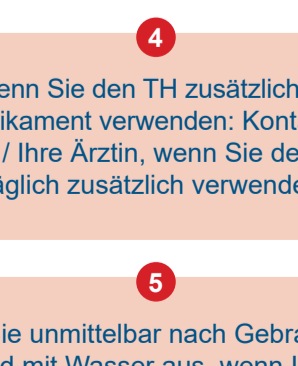 4
enn Sie den TH zusätzlich
ikament verwenden: Kont
/ Ihre Ärztin, wenn Sie de
äglich zusätzlich verwende
5
ie unmittelbar nach Gebra
d mit Wasser aus, wenn I